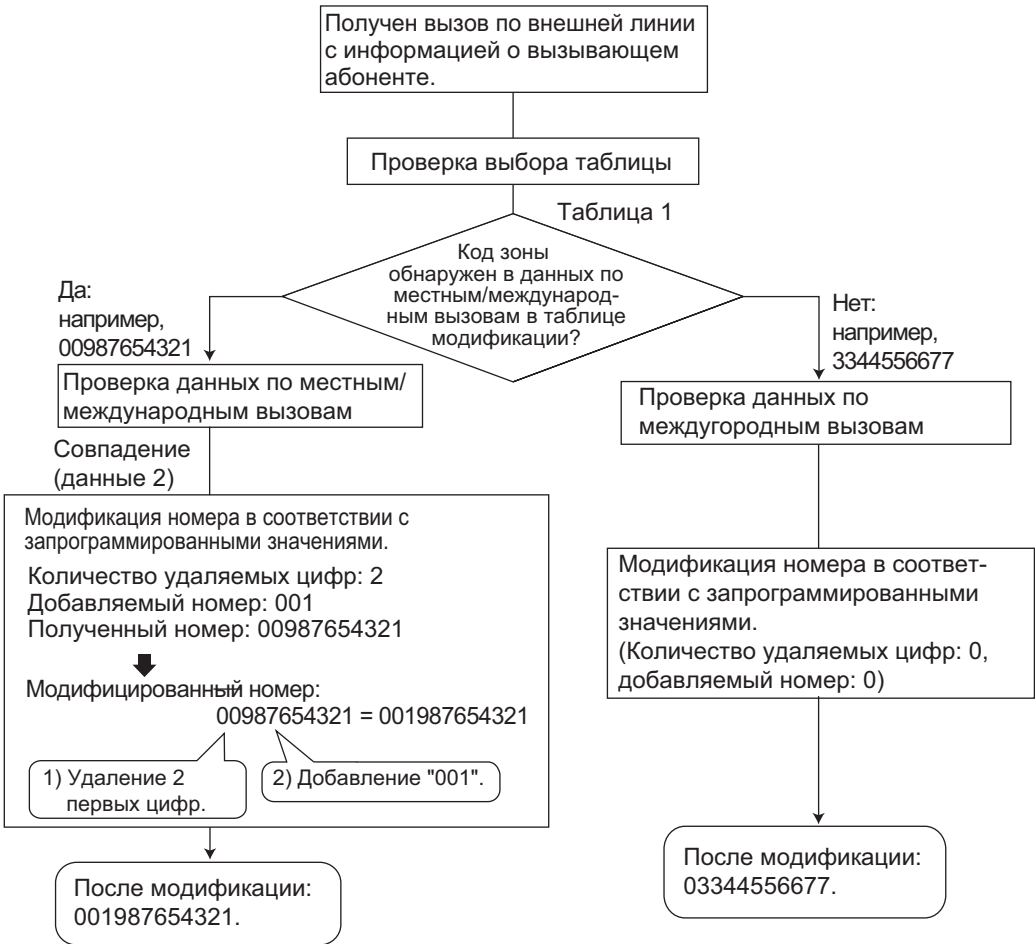 Получен вызов по внешней линии
с информацией о вызывающем
абоненте.
Проверка выбора таблицы
Таблица 1
Код зоны
обнаружен в данных по
местным/международ-
ным вызовам в таблице
модификации?
Да:
например,
00987654321
Проверка данных по местным/
международным вызовам
Совпадение
(данные 2)
Модификация номера в соответствии с
запрограммированными значениями.
Количество удаляемых цифр: 2
Добавляемый номер: 001
Полученный номер: 00987654321
Модифицированный номер:
00987654321 = 001987654321
1) Удаление 2
первых цифр.
2) Добавление "001".
После модификации:
001987654321.
Нет:
например,
3344556677
Проверка данных по
междугородным вызовам
Модификация номера в соответ-
ствии с запрограммированными
значениями.
(Количество удаляемых цифр: 0,
добавляемый номер: 0)
После модификации:
03344556677.